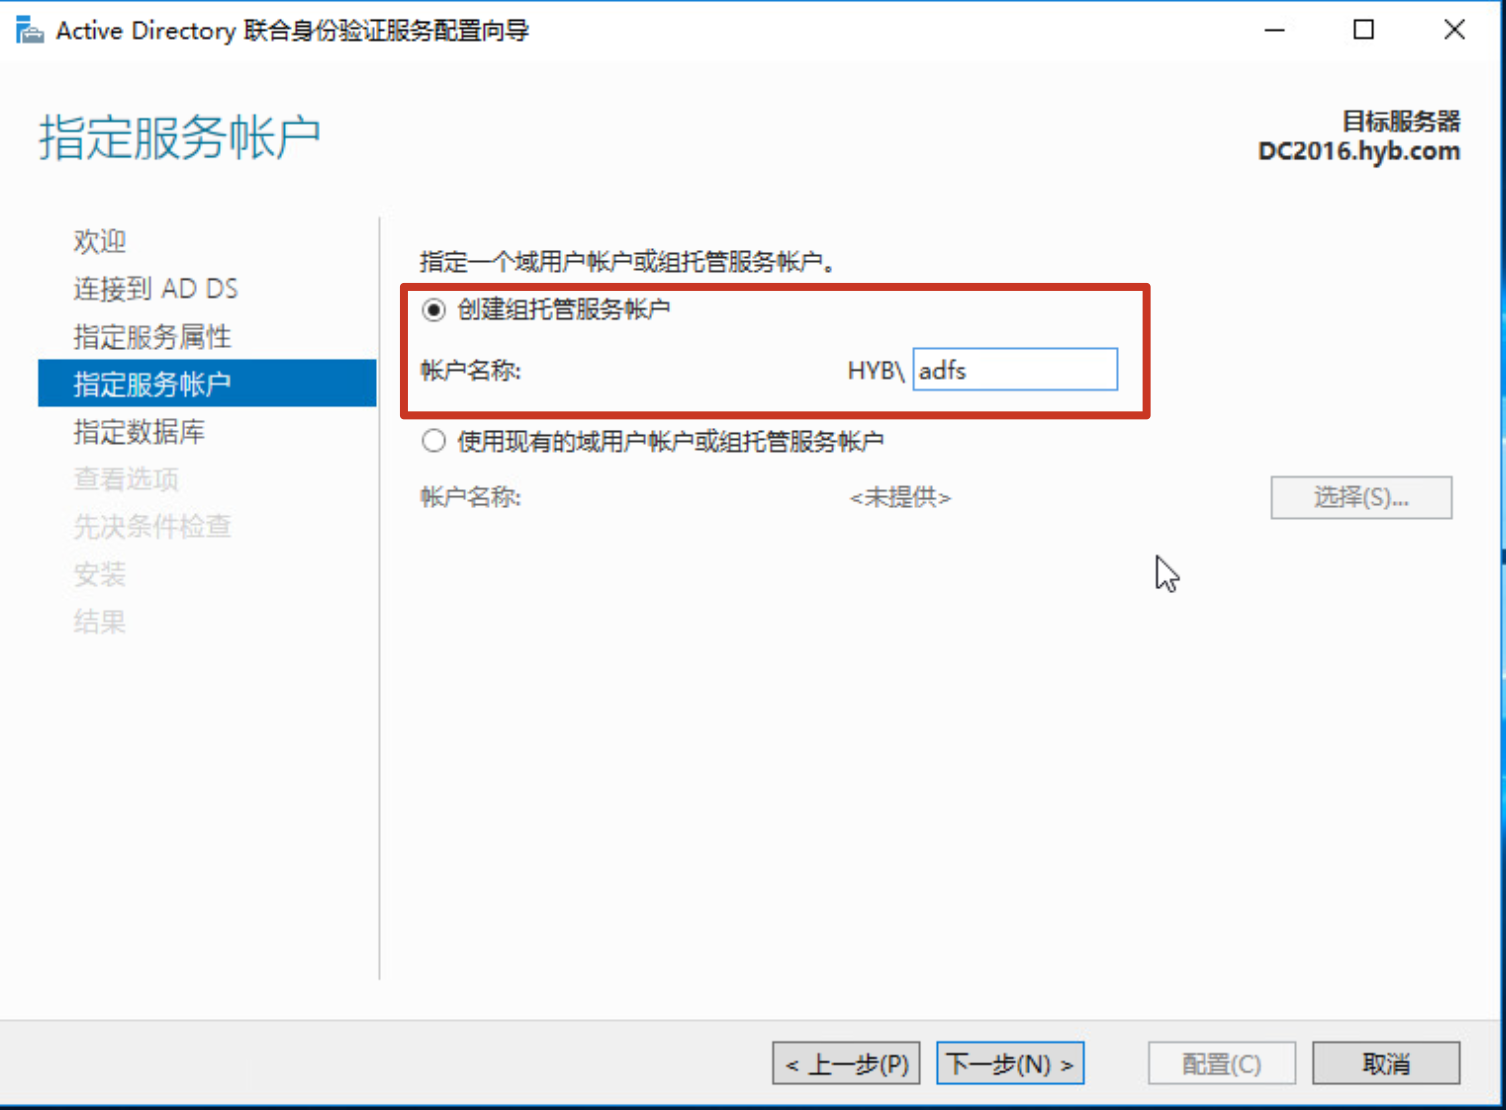 Active Directory 联合身份验证服务配置向导
指定服务帐户
目标服务器
DC2016.hyb.com
欢迎
连接到 AD DS
指定服务属性
指定服务帐户
指定数据库
查看选项
先决条件检查
安装
结果
指定一个域用户帐户或组托管服务帐户。
创建组托管服务帐户
帐户名称: HYB\ adfs
使用现有的域用户帐户或组托管服务帐户
帐户名称: <未提供> 选择(S)...
< 上一步(P) 下一步(N) > 配置(C) 取消